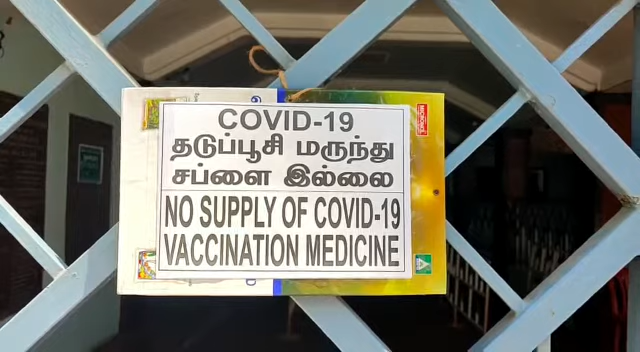 COVID-19
தடுப்பூசி மருந்து
சப்ளை இல்லை
NO SUPPLY OF COVID-19
VACCINATION MEDICINE